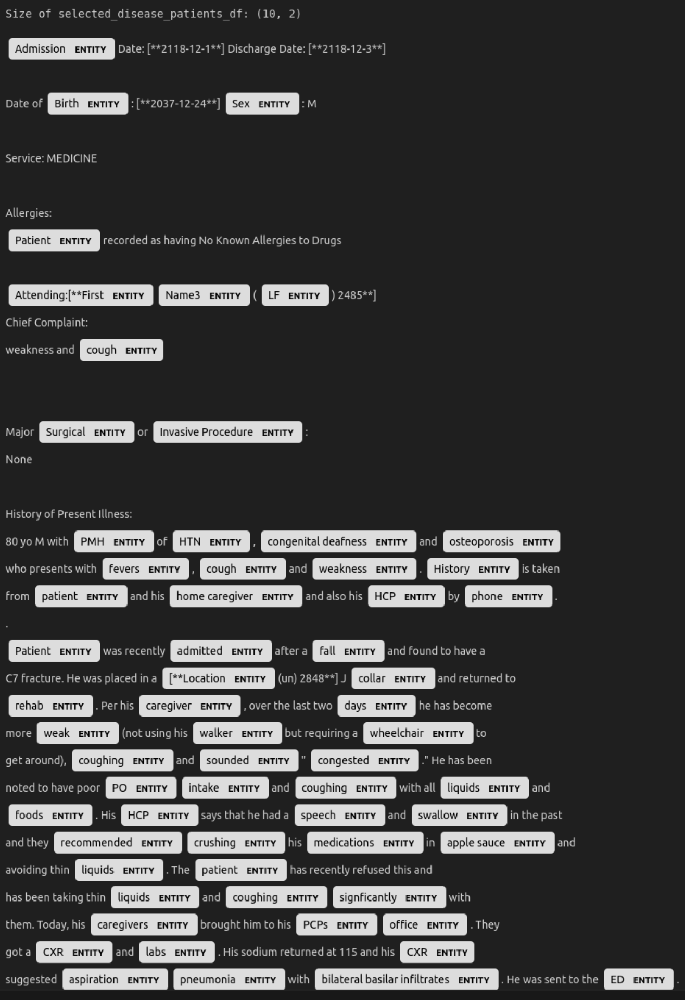 Size of selected_disease_patients_df: (10, 2)
Admission ENTITY Date: [**2118-12-1**] Discharge Date: [**2118-12-3**]
Date of Birth ENTITY : [**2037-12-24**] Sex ENTITY : M
Service: MEDICINE
Allergies:
Patient ENTITY recorded as having No Known Allergies to Drugs
Attending:[**First ENTITY Name3 ENTITY ( LF ENTITY ) 2485**]
Chief Complaint:
weakness and cough ENTITY
Major Surgical ENTITY or Invasive Procedure ENTITY :
None
History of Present Illness:
80 yo M with PMH ENTITY of HTN ENTITY , congenital deafness ENTITY and osteoporosis ENTITY
who presents with fevers ENTITY , cough ENTITY and weakness ENTITY . History ENTITY is taken
from patient ENTITY and his home caregiver ENTITY and also his HCP ENTITY by phone ENTITY .
.
Patient ENTITY was recently admitted ENTITY after a fall ENTITY and found to have a
C7 fracture. He was placed in a [**Location ENTITY (un) 2848**] J collar ENTITY and returned to
rehab ENTITY . Per his caregiver ENTITY , over the last two days ENTITY he has become
more weak ENTITY (not using his walker ENTITY but requiring a wheelchair ENTITY to
get around), coughing ENTITY and sounded ENTITY " congested ENTITY ." He has been
noted to have poor PO ENTITY intake ENTITY and coughing ENTITY with all liquids ENTITY and
foods ENTITY . His HCP ENTITY says that he had a speech ENTITY and swallow ENTITY in the past
and they recommended ENTITY crushing ENTITY his medications ENTITY in apple sauce ENTITY and
avoiding thin liquids ENTITY . The patient ENTITY has recently refused this and
has been taking thin liquids ENTITY and coughing ENTITY signficantly ENTITY with
them. Today, his caregivers ENTITY brought him to his PCPs ENTITY office ENTITY . They
got a CXR ENTITY and labs ENTITY . His sodium returned at 115 and his CXR ENTITY
suggested aspiration ENTITY pneumonia ENTITY with bilateral basilar infiltrates ENTITY . He was sent to the ED ENTITY .